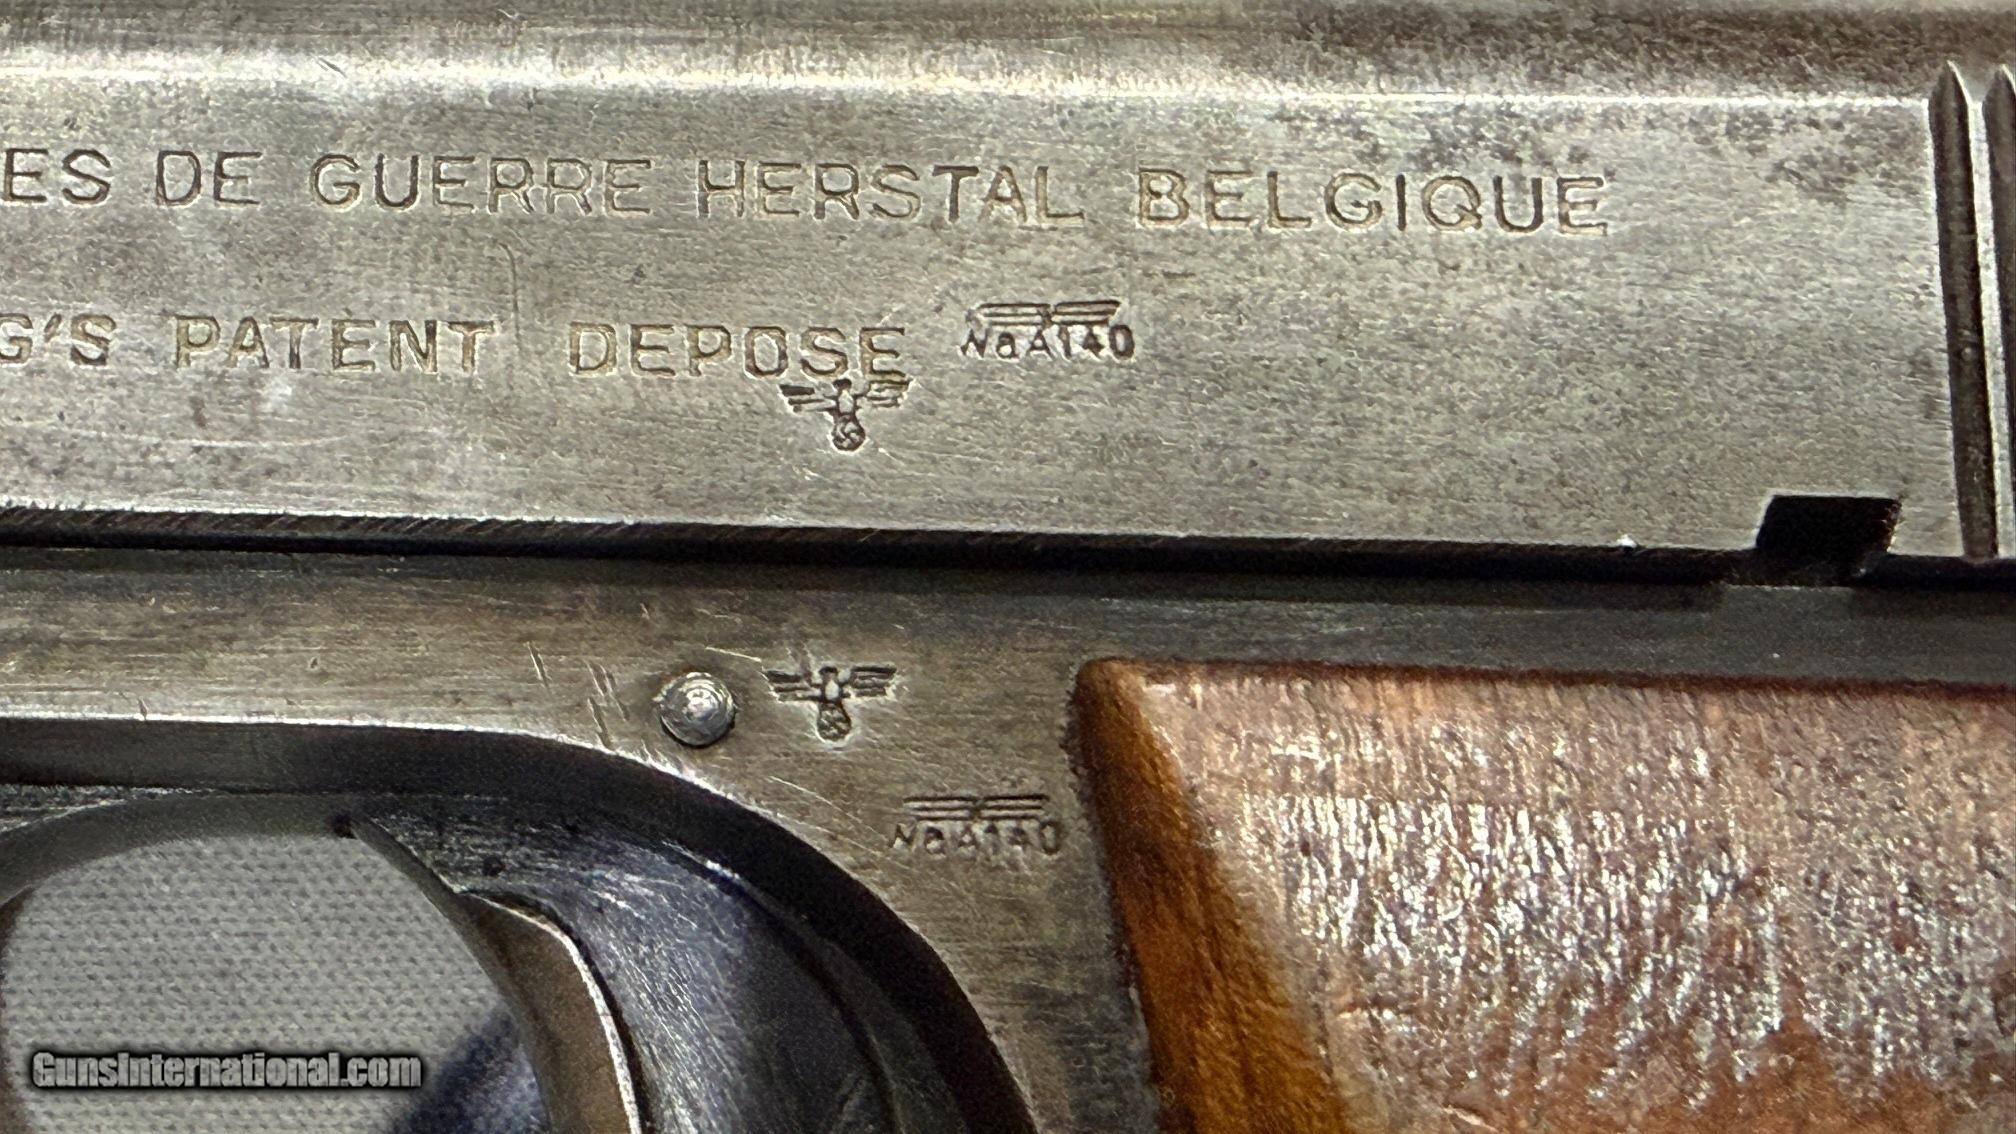 ES DE GUERRE HERSTAL BELGIQUE
G'S PATENT DEPOSE WaA140
WaA140
GunsInternational.com